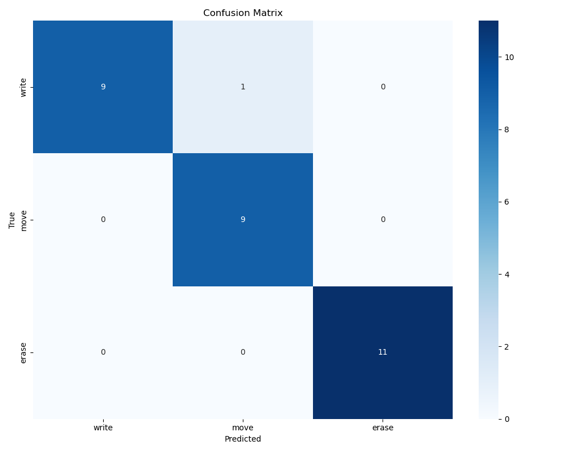 Confusion Matrix
write 9 1 0 10
8
True move 0 9 0 6
4
erase 0 0 11 2
0
write move erase
Predicted